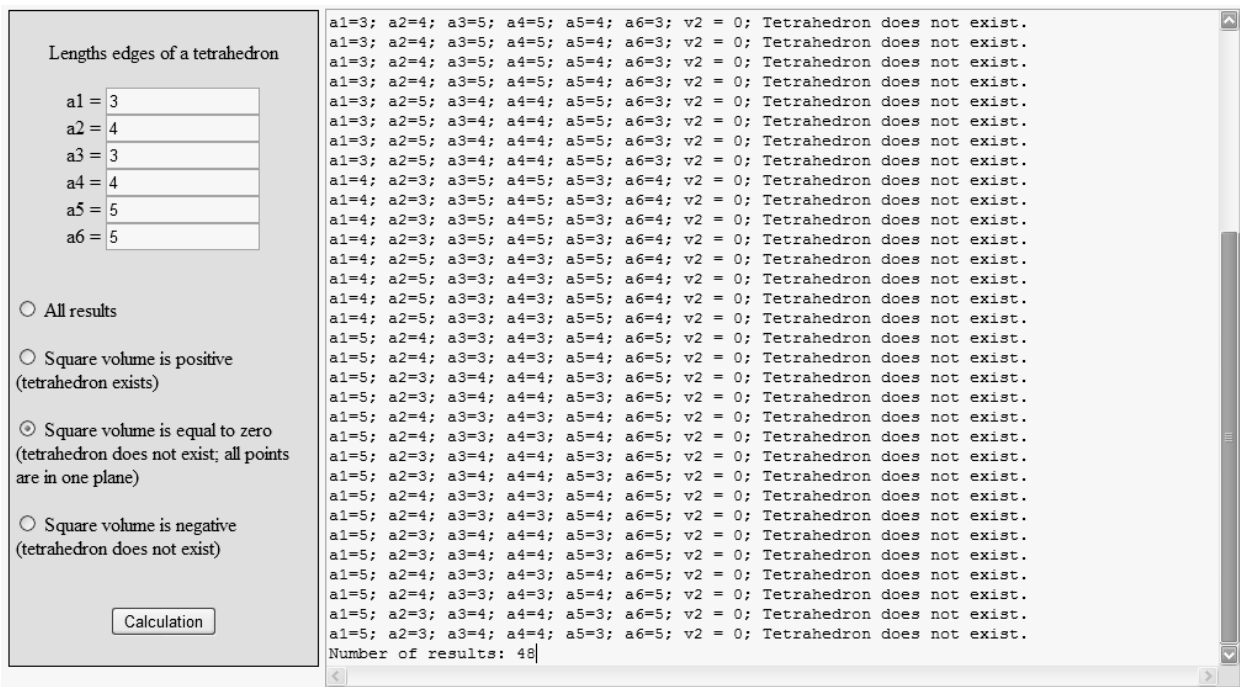 Lengths edges of a tetrahedron
a1 = 3
a2 = 4
a3 = 3
a4 = 4
a5 = 5
a6 = 5
All results
Square volume is positive
(tetrahedron exists)
Square volume is equal to zero
(tetrahedron does not exist; all points
are in one plane)
Square volume is negative
(tetrahedron does not exist)
Calculation
a1=3; a2=4; a3=5; a4=5; a5=4; a6=3; v2 = 0; Tetrahedron does not exist.
a1=3; a2=4; a3=5; a4=5; a5=4; a6=3; v2 = 0; Tetrahedron does not exist.
a1=3; a2=4; a3=5; a4=5; a5=4; a6=3; v2 = 0; Tetrahedron does not exist.
a1=3; a2=4; a3=5; a4=5; a5=4; a6=3; v2 = 0; Tetrahedron does not exist.
a1=3; a2=5; a3=4; a4=4; a5=5; a6=3; v2 = 0; Tetrahedron does not exist.
a1=3; a2=5; a3=4; a4=4; a5=5; a6=3; v2 = 0; Tetrahedron does not exist.
a1=3; a2=5; a3=4; a4=4; a5=5; a6=3; v2 = 0; Tetrahedron does not exist.
a1=3; a2=5; a3=4; a4=4; a5=5; a6=3; v2 = 0; Tetrahedron does not exist.
a1=4; a2=3; a3=5; a4=5; a5=3; a6=4; v2 = 0; Tetrahedron does not exist.
a1=4; a2=3; a3=5; a4=5; a5=3; a6=4; v2 = 0; Tetrahedron does not exist.
a1=4; a2=3; a3=5; a4=5; a5=3; a6=4; v2 = 0; Tetrahedron does not exist.
a1=4; a2=3; a3=5; a4=5; a5=3; a6=4; v2 = 0; Tetrahedron does not exist.
a1=4; a2=5; a3=3; a4=3; a5=5; a6=4; v2 = 0; Tetrahedron does not exist.
a1=4; a2=5; a3=3; a4=3; a5=5; a6=4; v2 = 0; Tetrahedron does not exist.
a1=4; a2=5; a3=3; a4=3; a5=5; a6=4; v2 = 0; Tetrahedron does not exist.
a1=4; a2=5; a3=3; a4=3; a5=5; a6=4; v2 = 0; Tetrahedron does not exist.
a1=5; a2=4; a3=3; a4=3; a5=4; a6=5; v2 = 0; Tetrahedron does not exist.
a1=5; a2=4; a3=3; a4=3; a5=4; a6=5; v2 = 0; Tetrahedron does not exist.
a1=5; a2=3; a3=4; a4=4; a5=3; a6=5; v2 = 0; Tetrahedron does not exist.
a1=5; a2=3; a3=4; a4=4; a5=3; a6=5; v2 = 0; Tetrahedron does not exist.
a1=5; a2=4; a3=3; a4=3; a5=4; a6=5; v2 = 0; Tetrahedron does not exist.
a1=5; a2=4; a3=3; a4=3; a5=4; a6=5; v2 = 0; Tetrahedron does not exist.
a1=5; a2=3; a3=4; a4=4; a5=3; a6=5; v2 = 0; Tetrahedron does not exist.
a1=5; a2=3; a3=4; a4=4; a5=3; a6=5; v2 = 0; Tetrahedron does not exist.
a1=5; a2=4; a3=3; a4=3; a5=4; a6=5; v2 = 0; Tetrahedron does not exist.
a1=5; a2=4; a3=3; a4=3; a5=4; a6=5; v2 = 0; Tetrahedron does not exist.
a1=5; a2=3; a3=4; a4=4; a5=3; a6=5; v2 = 0; Tetrahedron does not exist.
a1=5; a2=3; a3=4; a4=4; a5=3; a6=5; v2 = 0; Tetrahedron does not exist.
a1=5; a2=4; a3=3; a4=3; a5=4; a6=5; v2 = 0; Tetrahedron does not exist.
a1=5; a2=4; a3=3; a4=3; a5=4; a6=5; v2 = 0; Tetrahedron does not exist.
a1=5; a2=3; a3=4; a4=4; a5=3; a6=5; v2 = 0; Tetrahedron does not exist.
a1=5; a2=3; a3=4; a4=4; a5=3; a6=5; v2 = 0; Tetrahedron does not exist.
Number of results: 48